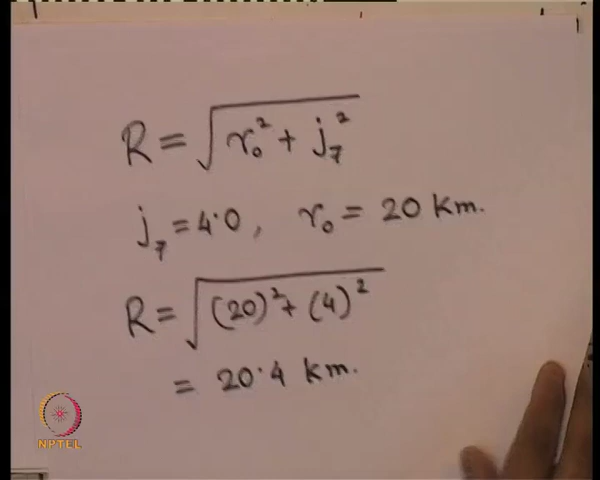 R = √(r₀² + j₇²)
j₇ = 4.0, r₀ = 20 km.
R = √((20)² + (4)²)
= 20.4 km.
NPTEL